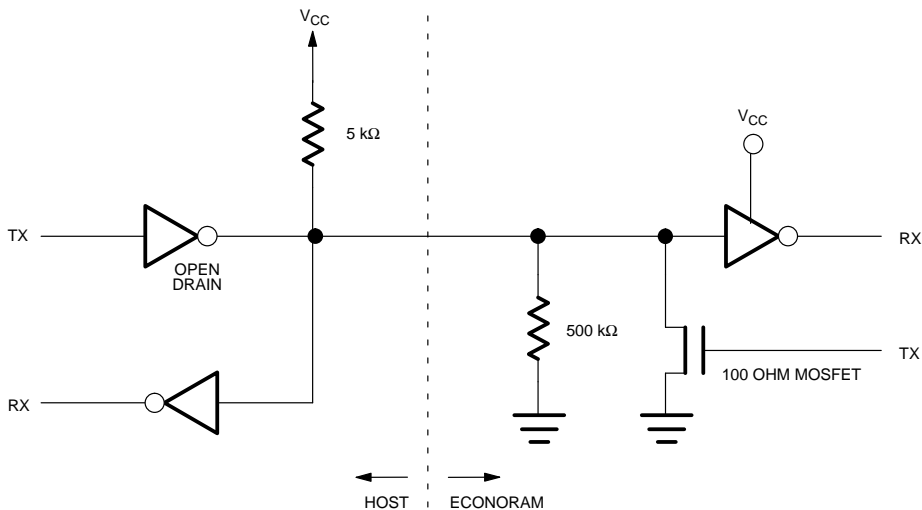 VCC
5 kΩ
VCC
TX
OPEN
DRAIN
RX
500 kΩ
TX
100 OHM MOSFET
RX
HOST
ECONORAM